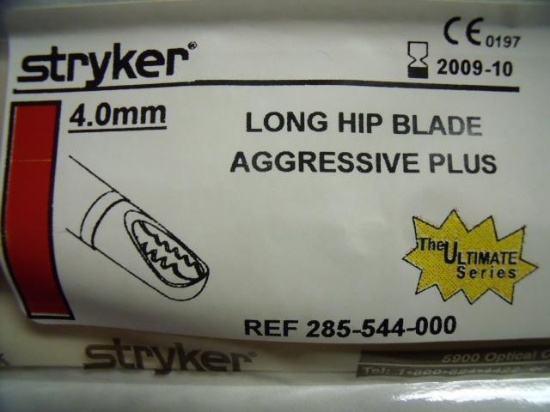 stryker®
CE 0197
2009-10
4.0mm
LONG HIP BLADE
AGGRESSIVE PLUS
The ULTIMATE
Series
REF 285-544-000
stryker
5900 Optical
Tel: